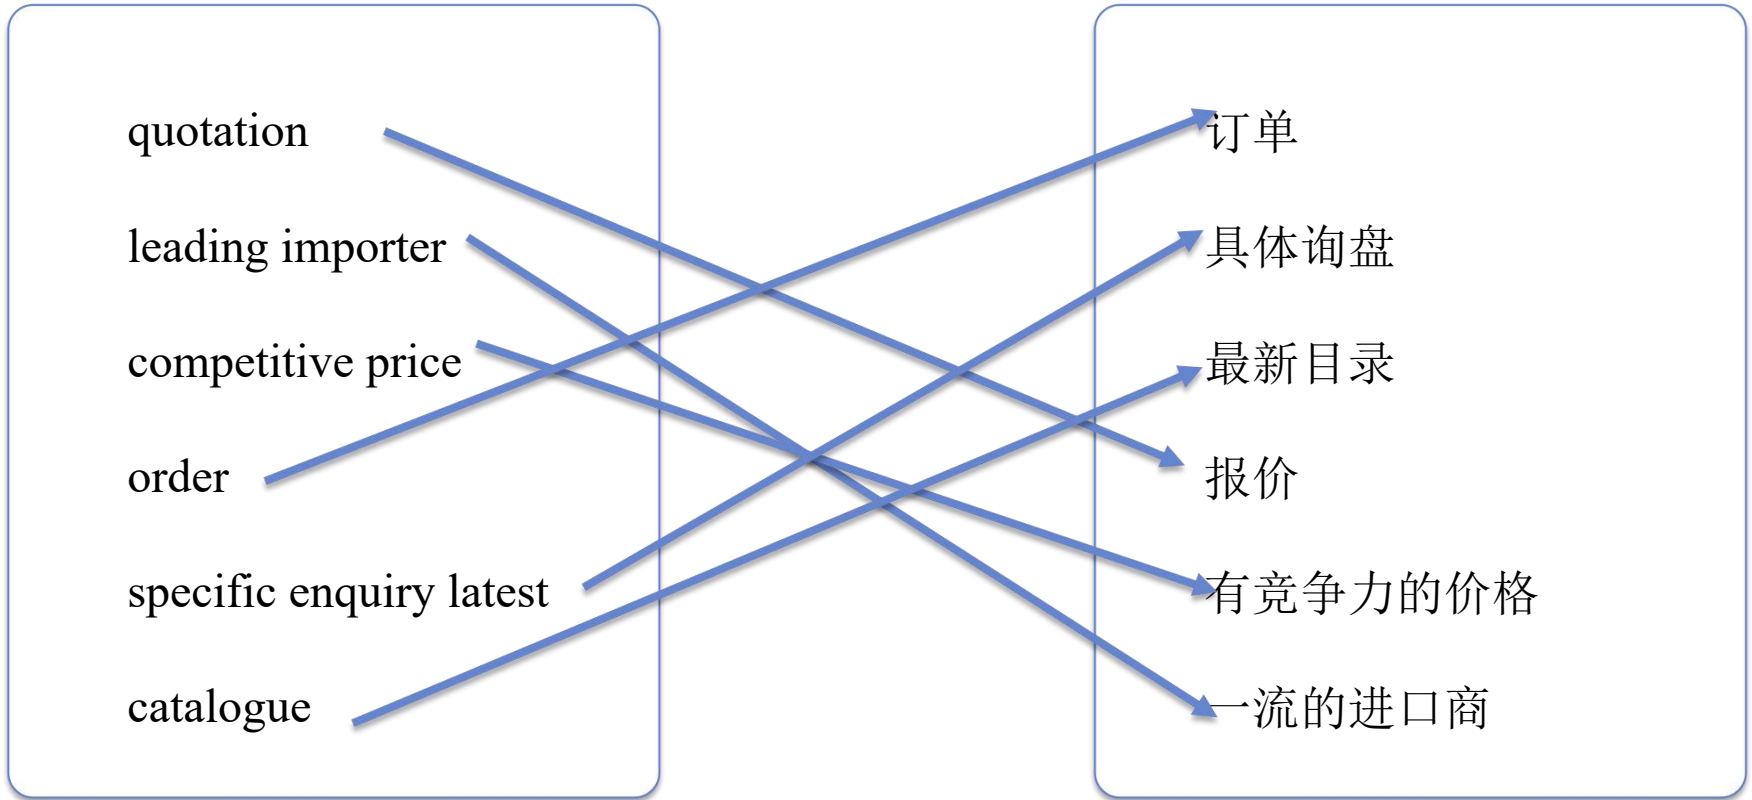 quotation
leading importer
competitive price
order
specific enquiry latest
catalogue
订单
具体询盘
最新目录
报价
有竞争力的价格
一流的进口商